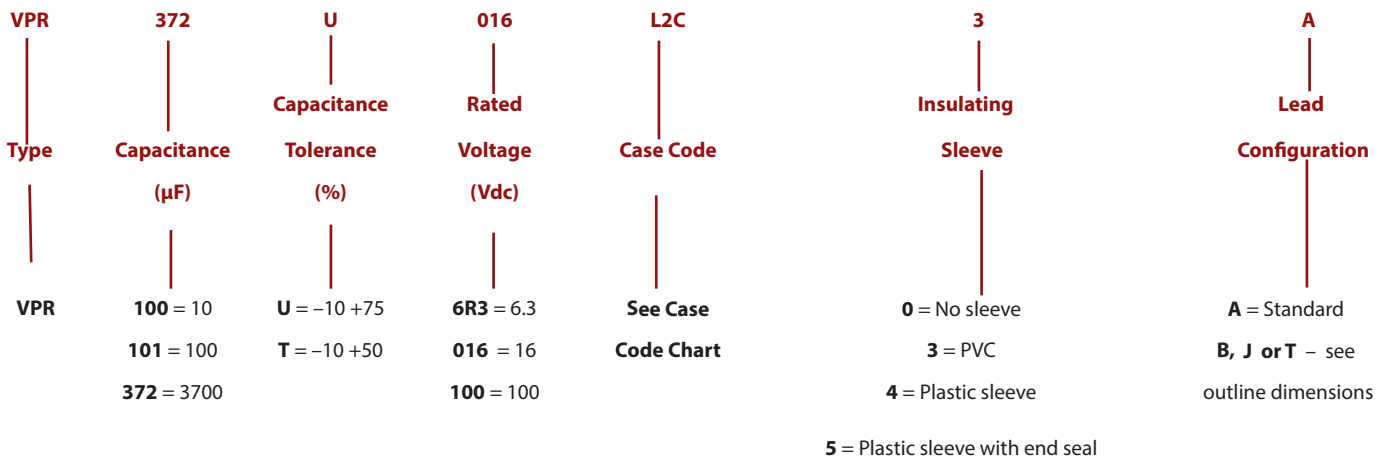 VPR 372 U 016 L2C 3 A
Capacitance Rated Insulating Lead
Type Capacitance Tolerance Voltage Case Code Sleeve Configuration
(µF) (%) (Vdc)
VPR 100 = 10 U = –10 +75 6R3 = 6.3 See Case 0 = No sleeve A = Standard
101 = 100 T = –10 +50 016 = 16 Code Chart 3 = PVC B, J or T – see
372 = 3700 100 = 100 4 = Plastic sleeve outline dimensions
5 = Plastic sleeve with end seal